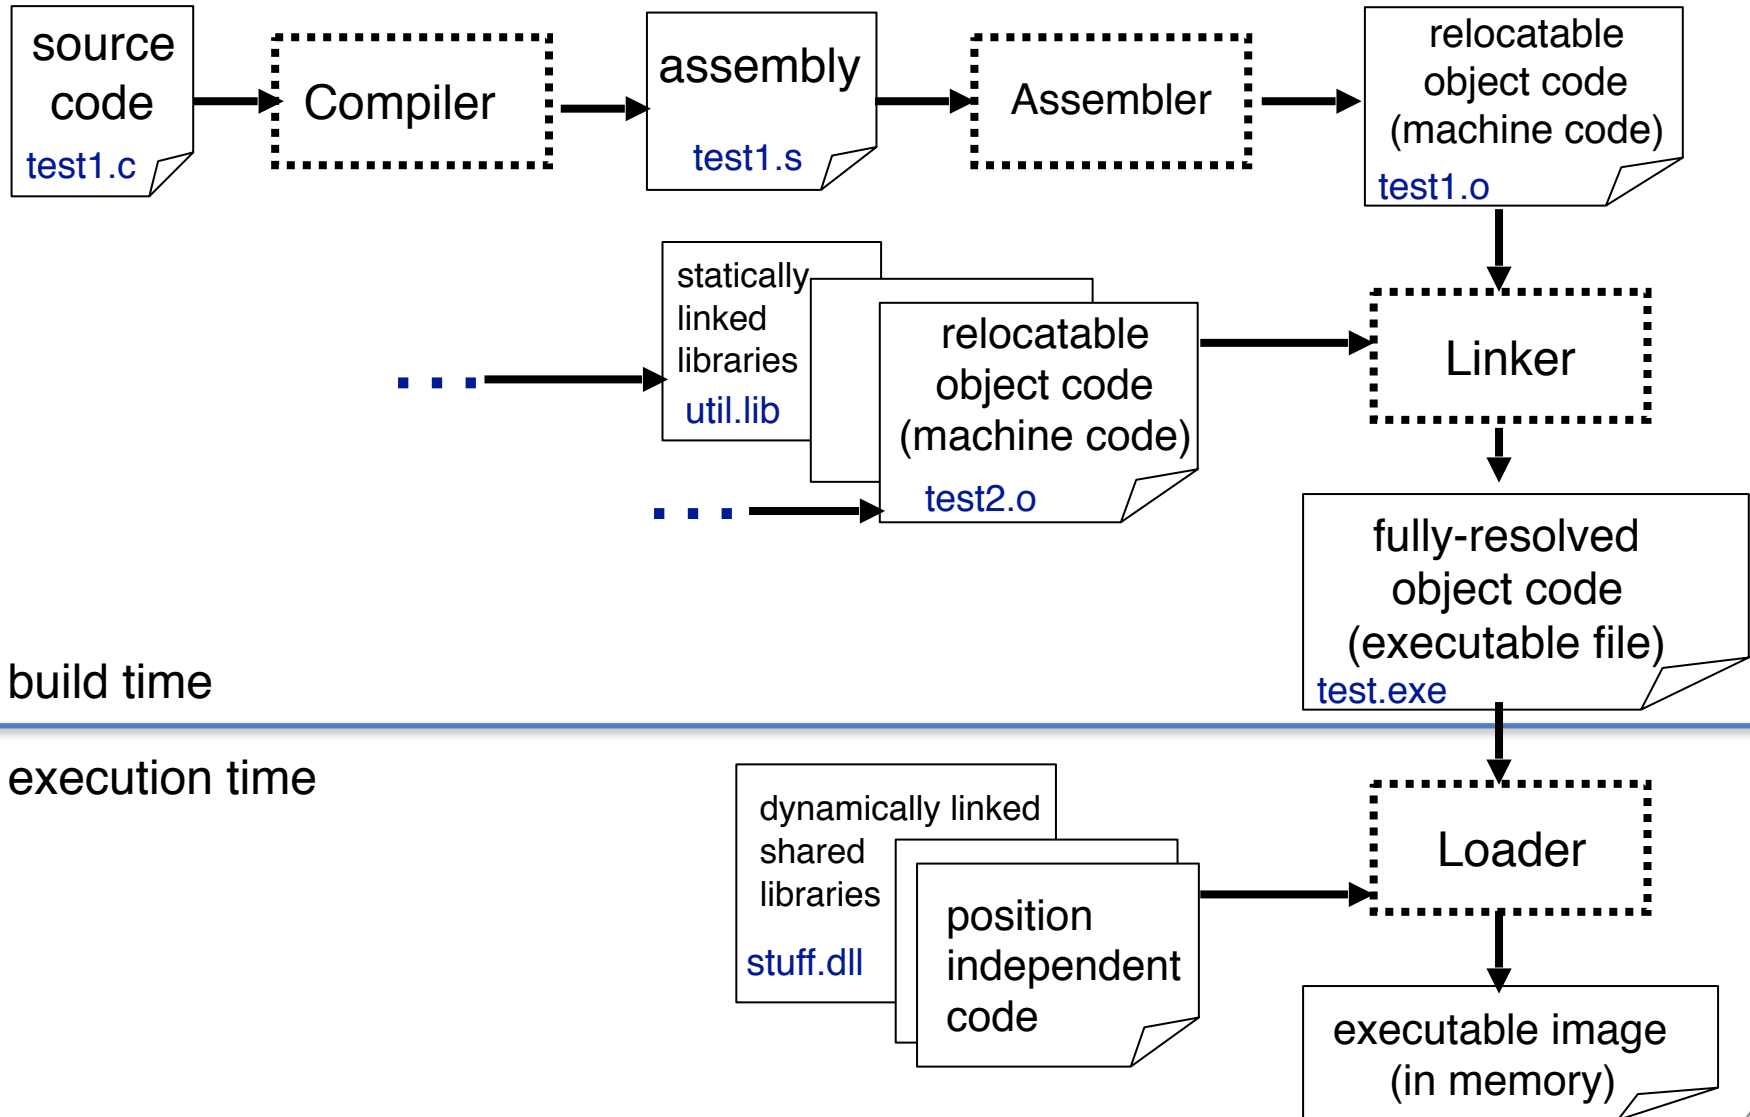 source
code
test1.c
Compiler
assembly
test1.s
Assembler
relocatable
object code
(machine code)
test1.o
statically
linked
libraries
util.lib
relocatable
object code
(machine code)
test2.o
Linker
fully-resolved
object code
(executable file)
test.exe
build time
execution time
dynamically linked
shared
libraries
stuff.dll
position
independent
code
Loader
executable image
(in memory)